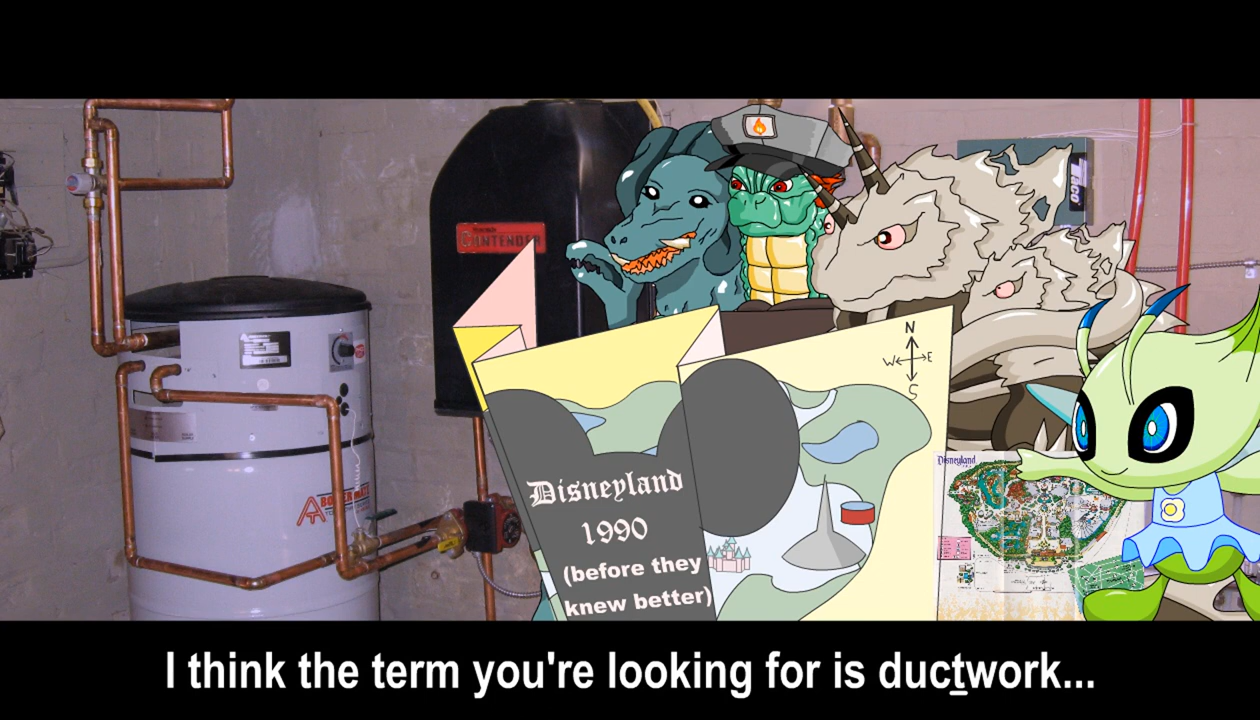 CONTENDER
Taco
N
W E
S
Disneyland
1990
(before they
knew better)
Disneyland
I think the term you're looking for is ductwork...